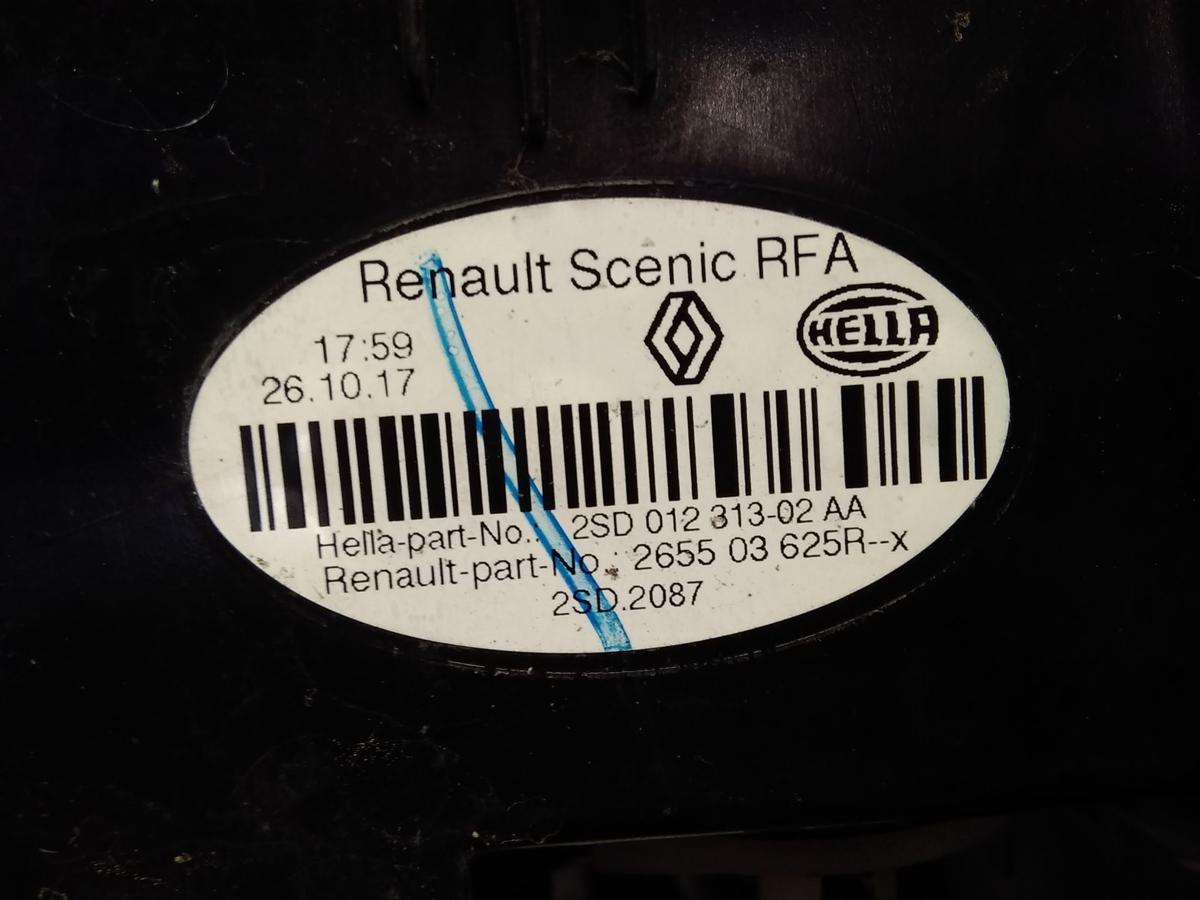 Renault Scenic RFA
17:59
HELLA
26.10.17
Hella-part-No.: 2SD 012 313-02 AA
Renault-part-No.: 2655 03 625R--x
2SD.2087